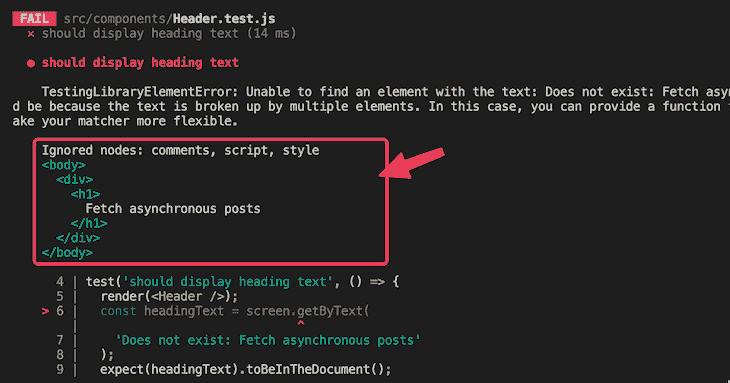 FAIL src/components/Header.test.js
× should display heading text (14 ms)
● should display heading text
TestingLibraryElementError: Unable to find an element with the text: Does not exist: Fetch asyn
d be because the text is broken up by multiple elements. In this case, you can provide a function
ake your matcher more flexible.
Ignored nodes: comments, script, style
<body>
<div>
<h1>
Fetch asynchronous posts
</h1>
</div>
</body>
4 | test('should display heading text', () => {
5 | render(<Header />);
> 6 | const headingText = screen.getByText(
| ^
7 | 'Does not exist: Fetch asynchronous posts'
8 | );
9 | expect(headingText).toBeInTheDocument();